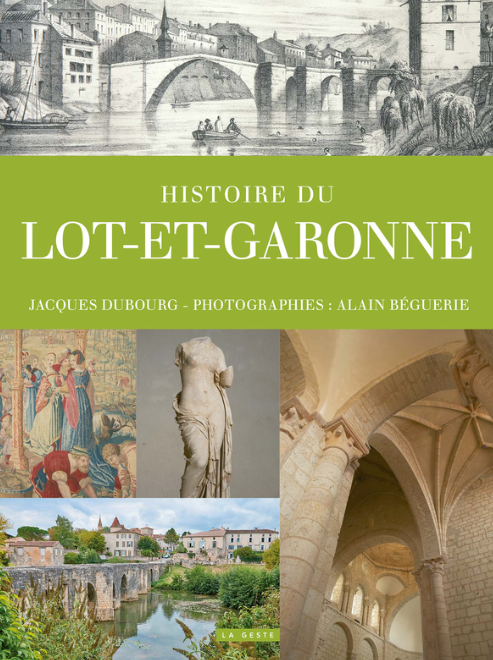 HISTOIRE DU
LOT-ET-GARONNE
JACQUES DUBOURG - PHOTOGRAPHIES : ALAIN BÉGUERIE
LA GESTE